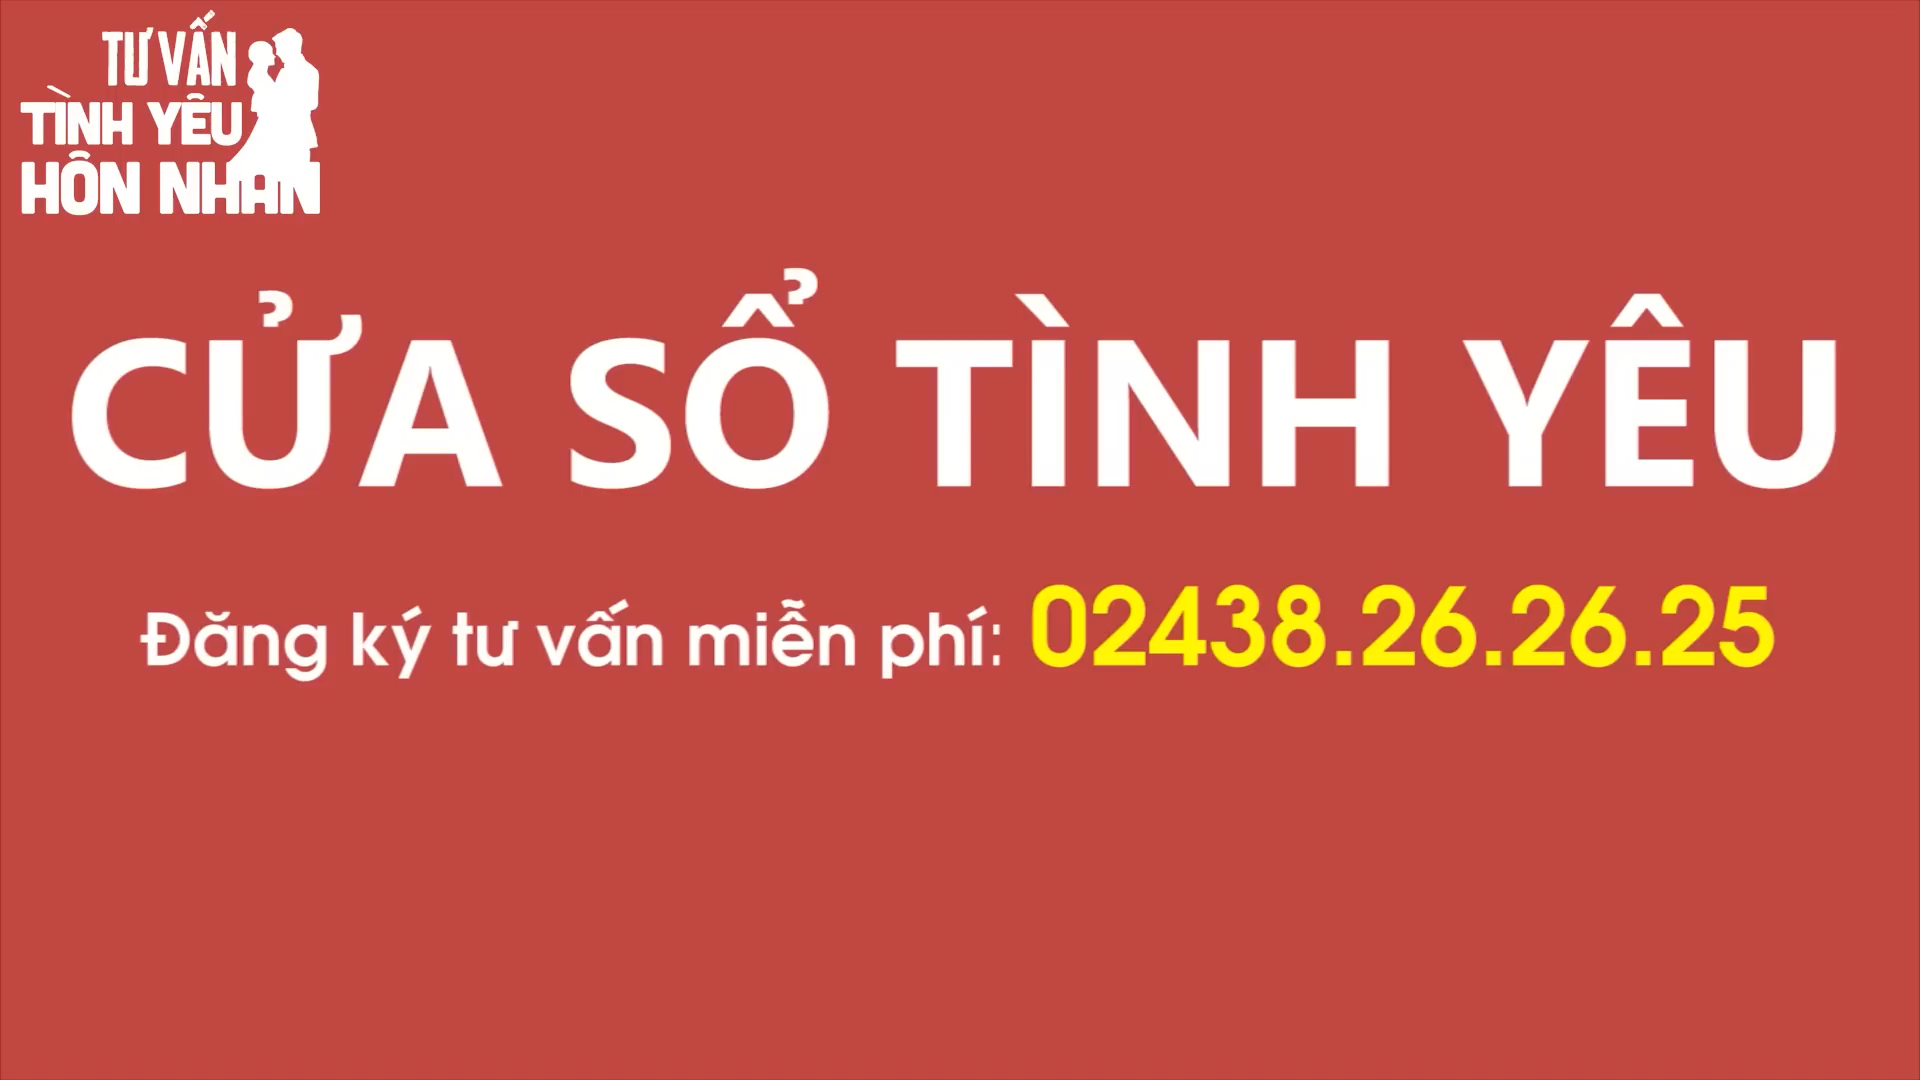 TƯ VẤN
TÌNH YÊU
HÔN NHÂN
CỬA SỔ TÌNH YÊU
Đăng ký tư vấn miễn phí: 02438.26.26.25